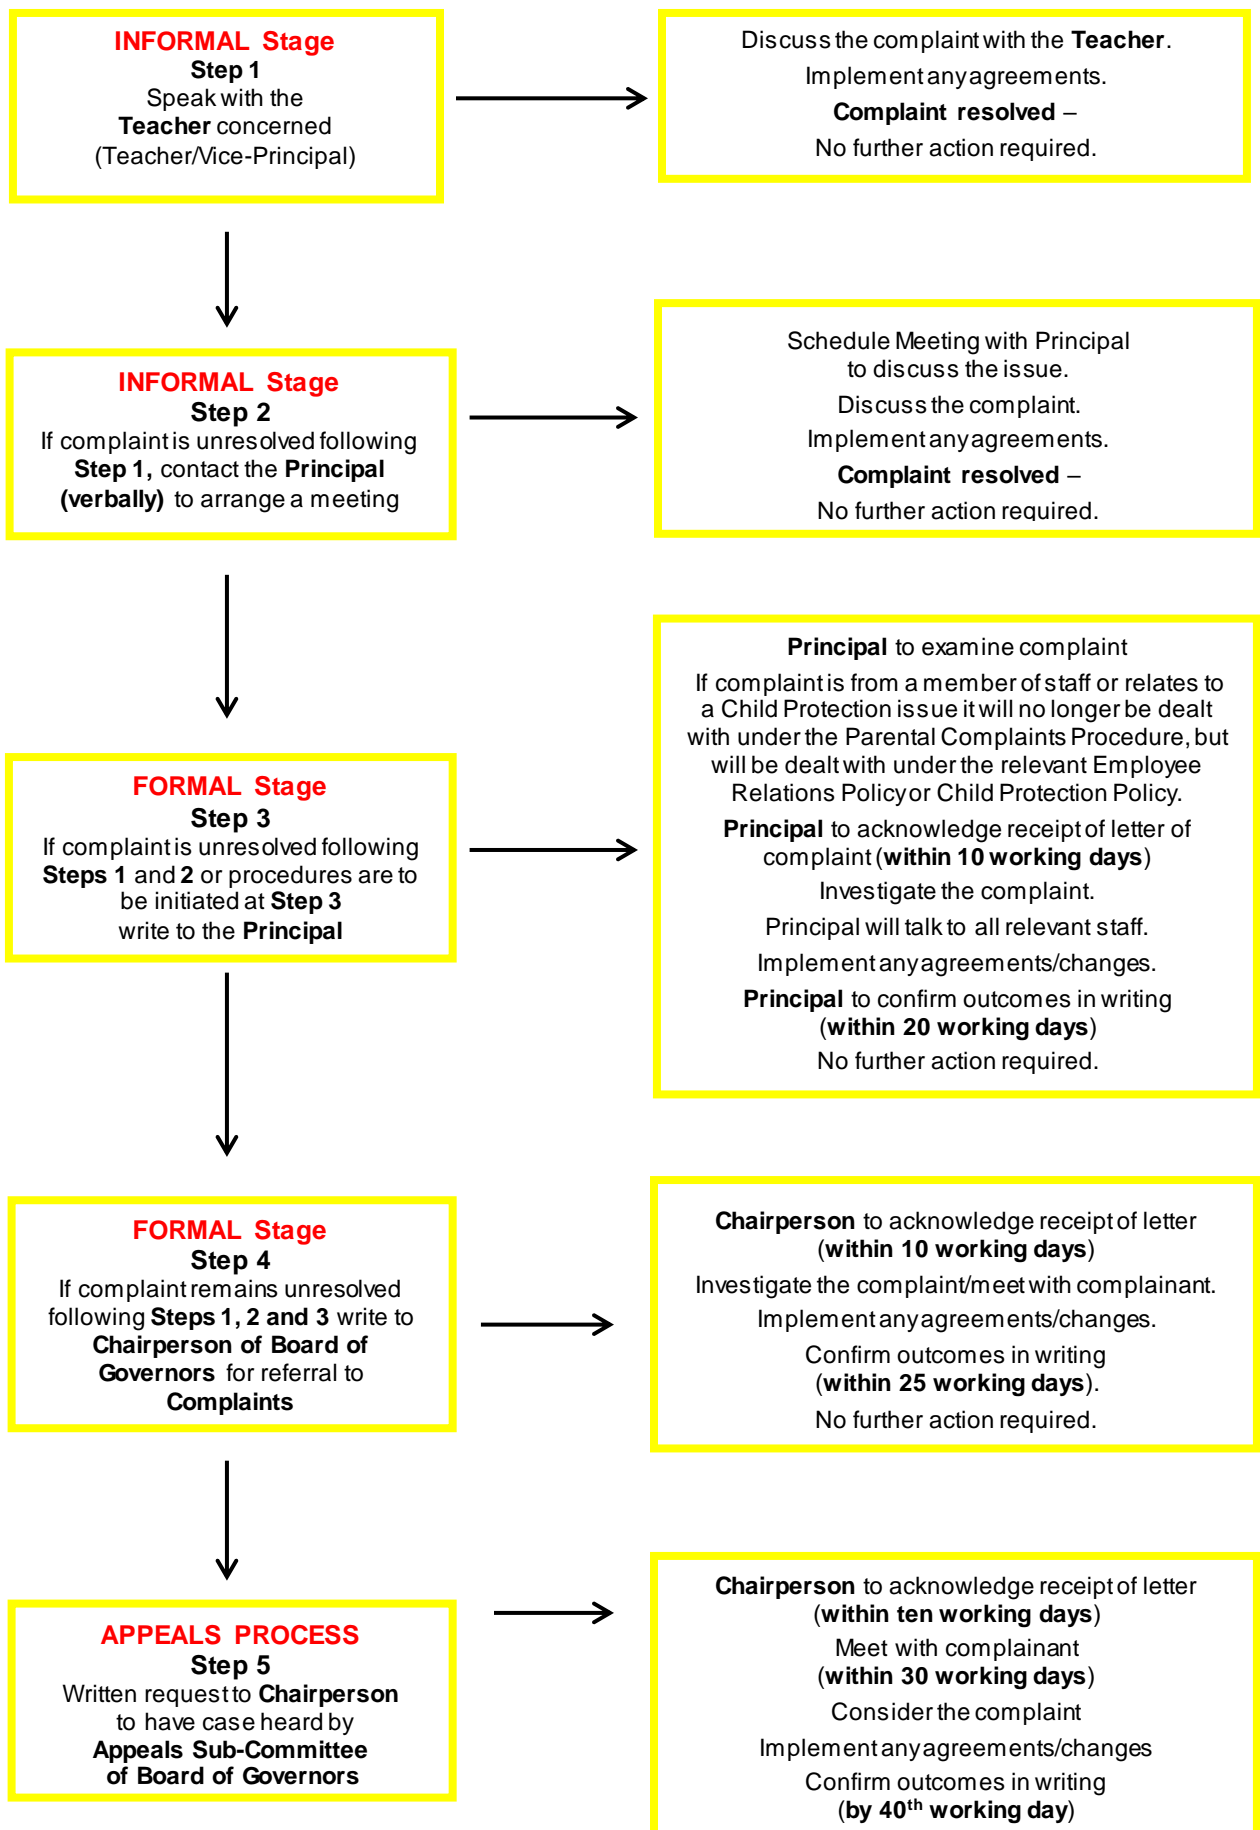 INFORMAL Stage
Step 1
Speak with the
Teacher concerned
(Teacher/Vice-Principal)
Discuss the complaint with the Teacher.
Implement any agreements.
Complaint resolved –
No further action required.
INFORMAL Stage
Step 2
If complaint is unresolved following
Step 1, contact the Principal
(verbally) to arrange a meeting
Schedule Meeting with Principal
to discuss the issue.
Discuss the complaint.
Implement any agreements.
Complaint resolved –
No further action required.
FORMAL Stage
Step 3
If complaint is unresolved following
Steps 1 and 2 or procedures are to
be initiated at Step 3
write to the Principal
Principal to examine complaint
If complaint is from a member of staff or relates to
a Child Protection issue it will no longer be dealt
with under the Parental Complaints Procedure, but
will be dealt with under the relevant Employee
Relations Policy or Child Protection Policy.
Principal to acknowledge receipt of letter of
complaint (within 10 working days)
Investigate the complaint.
Principal will talk to all relevant staff.
Implement any agreements/changes.
Principal to confirm outcomes in writing
(within 20 working days)
No further action required.
FORMAL Stage
Step 4
If complaint remains unresolved
following Steps 1, 2 and 3 write to
Chairperson of Board of
Governors for referral to
Complaints
Chairperson to acknowledge receipt of letter
(within 10 working days)
Investigate the complaint/meet with complainant.
Implement any agreements/changes.
Confirm outcomes in writing
(within 25 working days).
No further action required.
APPEALS PROCESS
Step 5
Written request to Chairperson
to have case heard by
Appeals Sub-Committee
of Board of Governors
Chairperson to acknowledge receipt of letter
(within ten working days)
Meet with complainant
(within 30 working days)
Consider the complaint
Implement any agreements/changes
Confirm outcomes in writing
(by 40th working day)